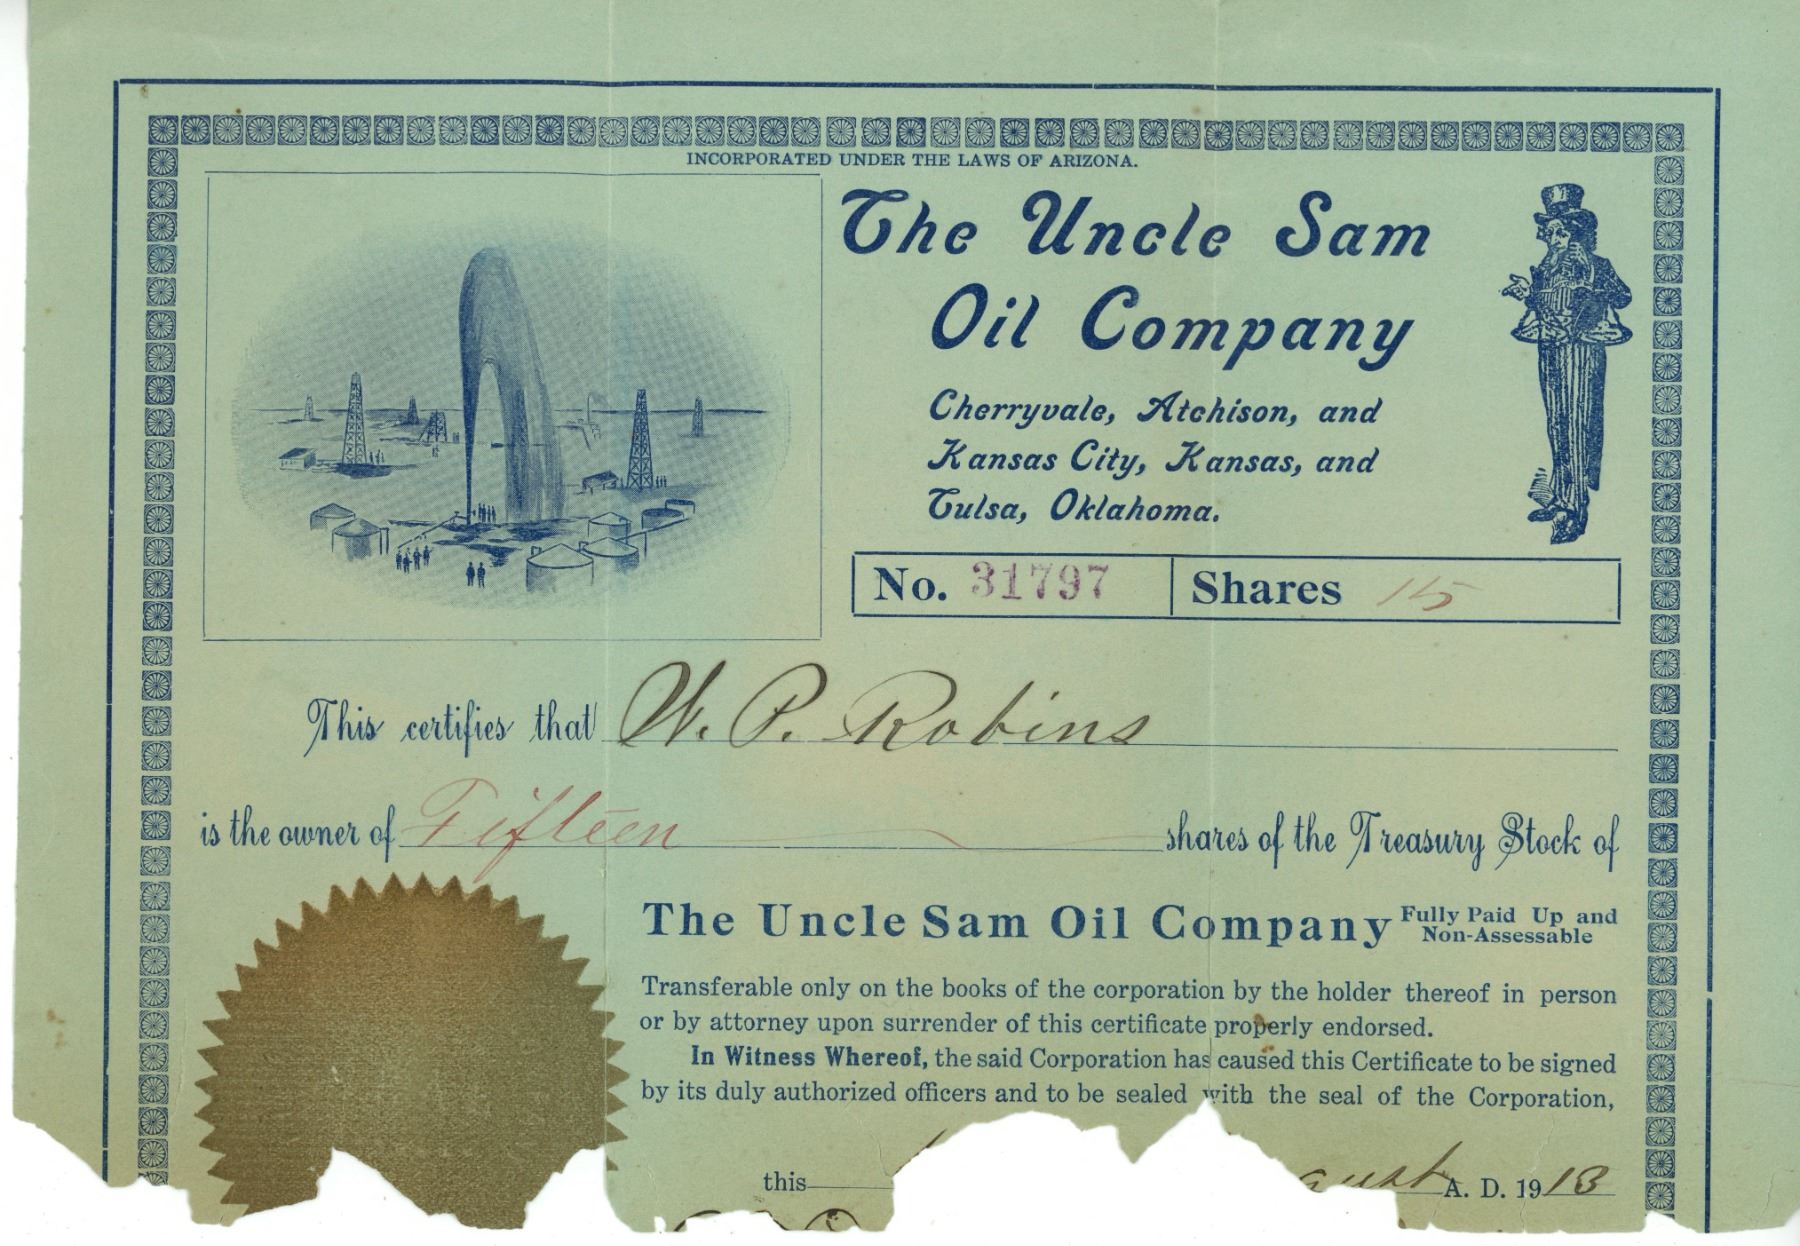 INCORPORATED UNDER THE LAWS OF ARIZONA.
The Uncle Sam
Oil Company
Cherryvale, Atchison, and
Kansas City, Kansas, and
Tulsa, Oklahoma.
No. 31797 Shares 15
This certifies that W. P. Robins
is the owner of Fifteen shares of the Treasury Stock of
The Uncle Sam Oil Company Fully Paid Up and
Non-Assessable
Transferable only on the books of the corporation by the holder thereof in person
or by attorney upon surrender of this certificate properly endorsed.
In Witness Whereof, the said Corporation has caused this Certificate to be signed
by its duly authorized officers and to be sealed with the seal of the Corporation,
this gust A. D. 1913